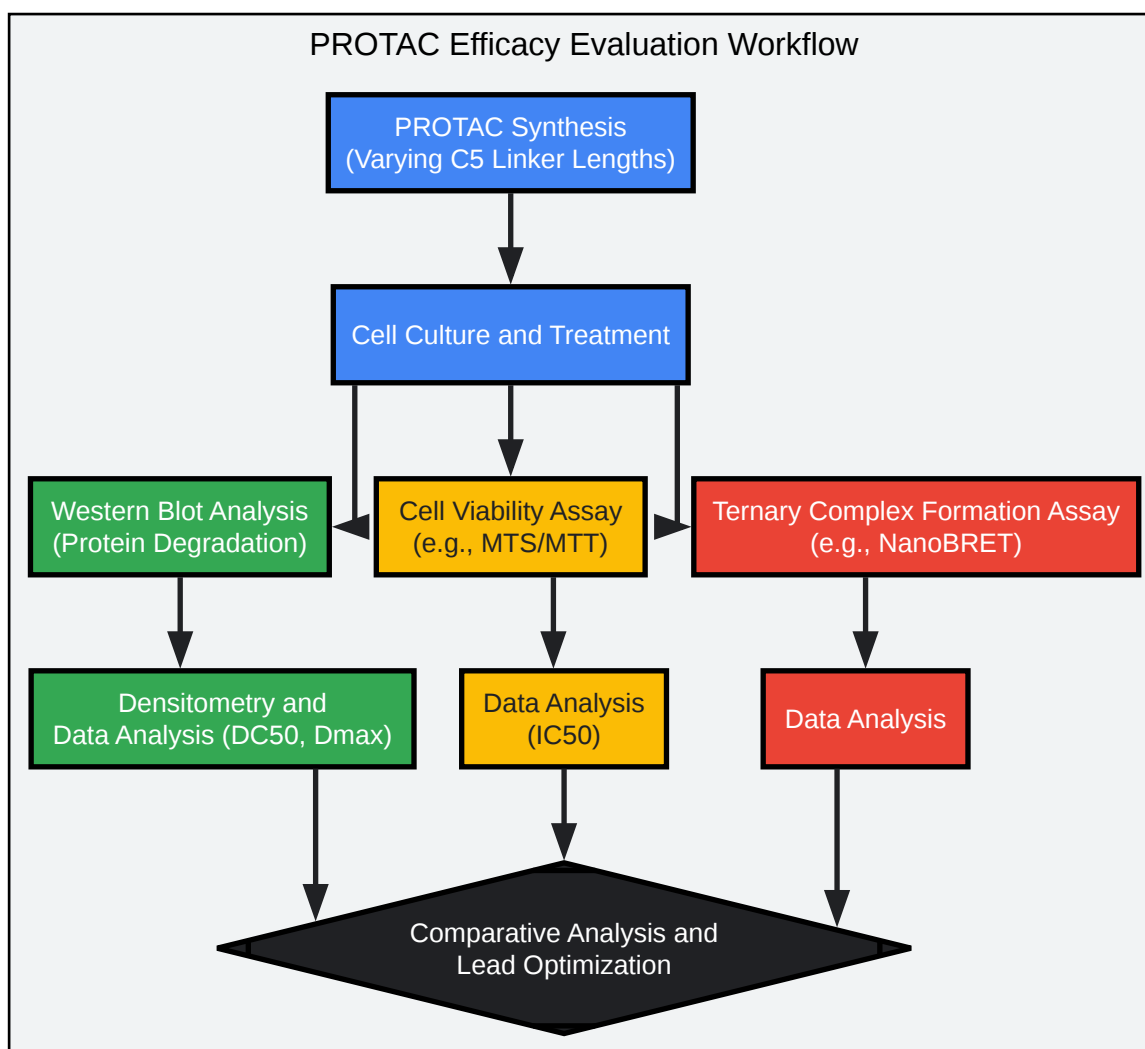 PROTAC Efficacy Evaluation Workflow
PROTAC Synthesis
(Varying C5 Linker Lengths)
Cell Culture and Treatment
Western Blot Analysis
(Protein Degradation)
Cell Viability Assay
(e.g., MTS/MTT)
Ternary Complex Formation Assay
(e.g., NanoBRET)
Densitometry and
Data Analysis (DC50, Dmax)
Data Analysis
(IC50)
Data Analysis
Comparative Analysis and
Lead Optimization